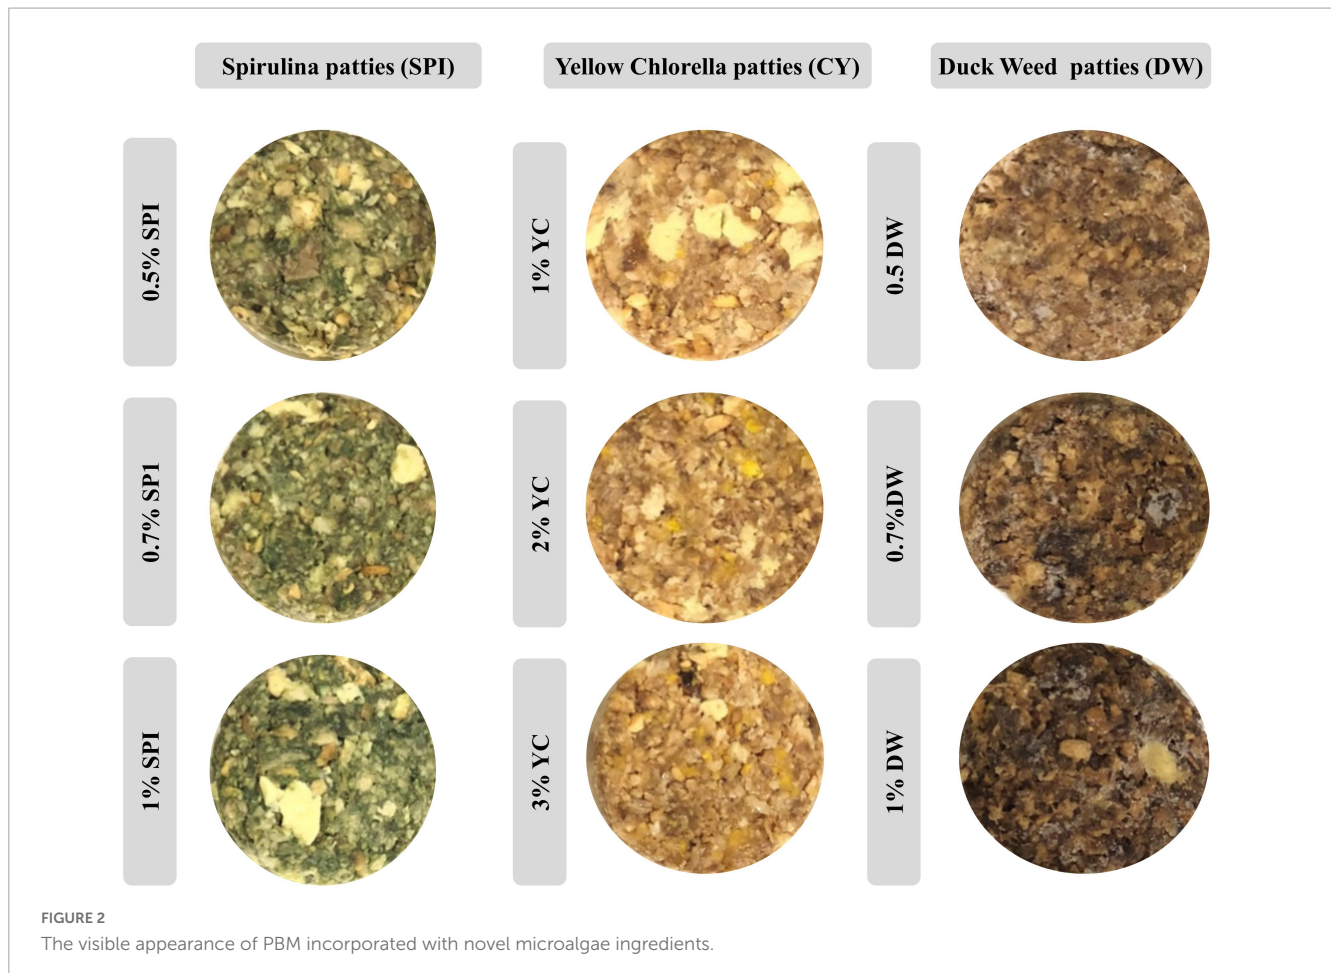 Spirulina patties (SPI)
Yellow Chlorella patties (CY)
Duck Weed patties (DW)
0.5% SPI
1% YC
0.5 DW
0.7% SP1
2% YC
0.7%DW
1% SPI
3% YC
1% DW
FIGURE 2
The visible appearance of PBM incorporated with novel microalgae ingredients.